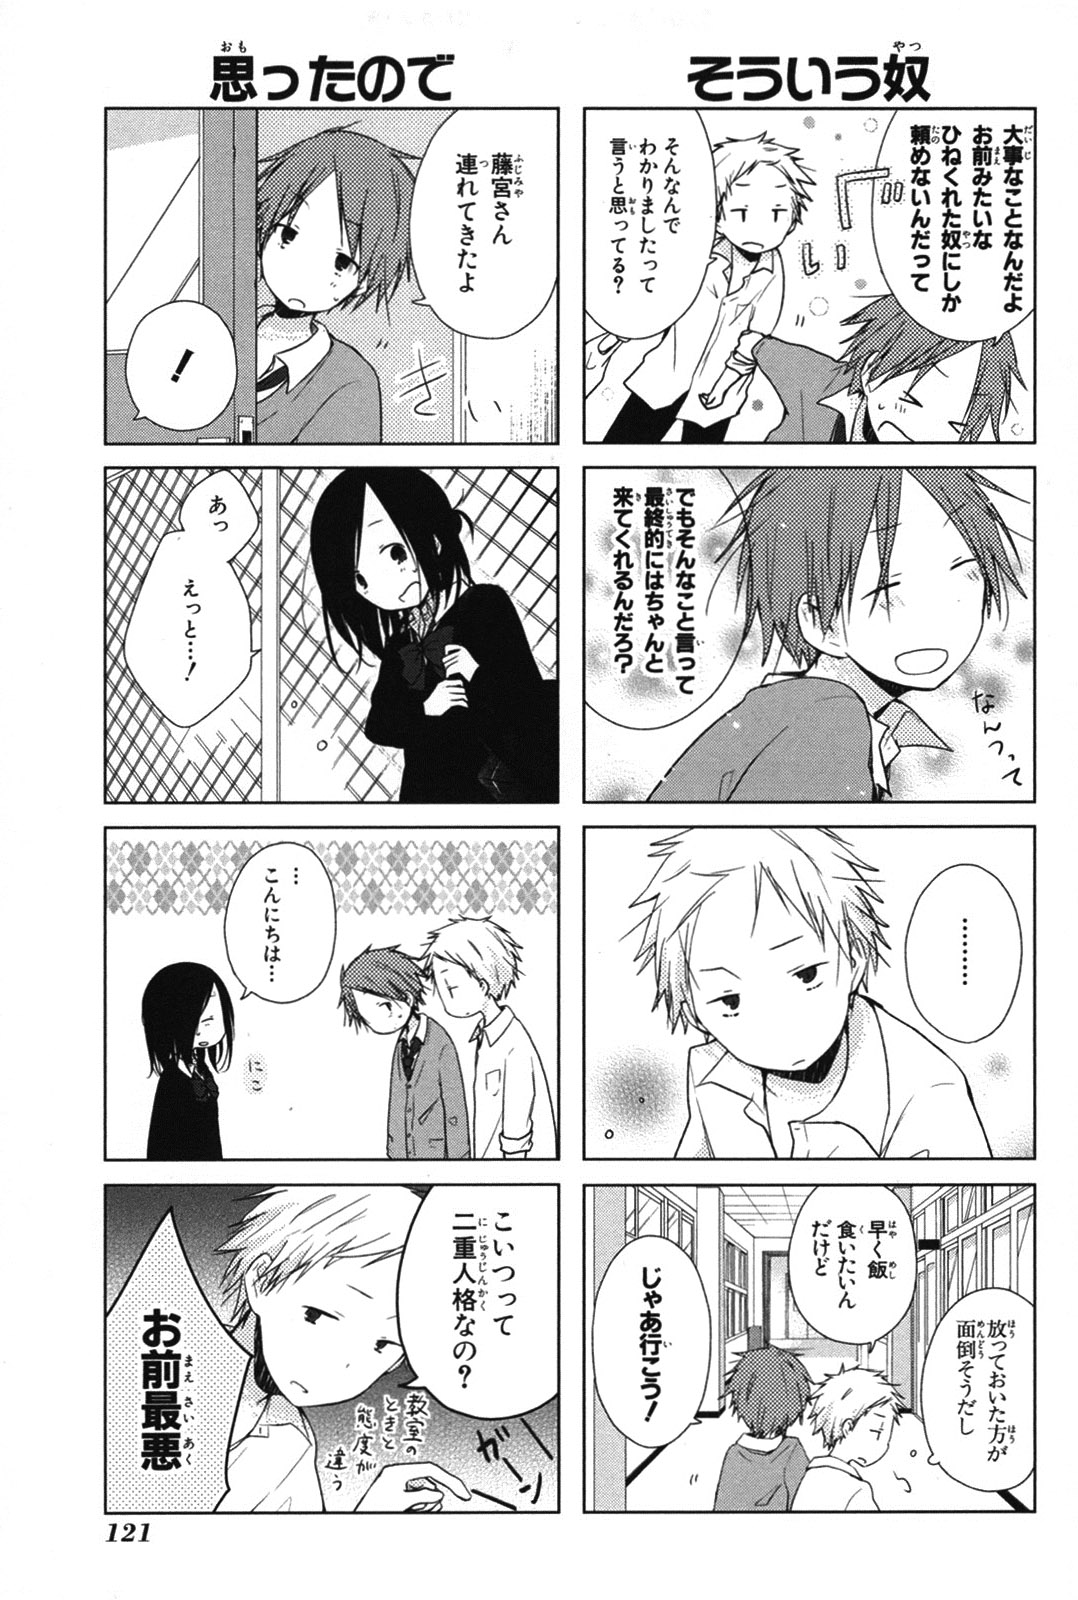 そういう奴
大事なことなんだよ
お前みたいな
ひねくれた奴にしか
頼めないんだって
そんなんで
わかりましたって
言うと思ってる?
でもそんなこと言って
最終的にはちゃんと
来てくれるんだろ?
なんつって
………
早く飯
食いたいん
だけど
放っておいた方が
面倒そうだし
じゃあ行こう!
思ったので
藤宮さん
連れてきたよ
!
あっ
えっと…!
…
こんにちは…
にこ
こいつって
二重人格なの?
ガーン
教室の
ときと
態度が
違う
お前最悪
121